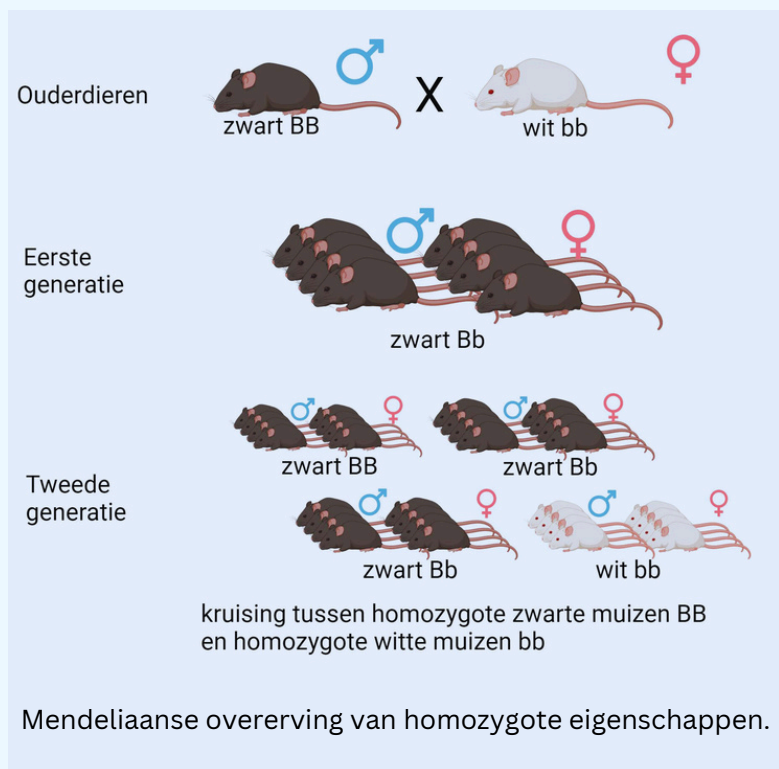 Ouderdieren
X
zwart BB
wit bb
Eerste
generatie
zwart Bb
Tweede
generatie
zwart BB
zwart Bb
zwart Bb
wit bb
kruising tussen homozygote zwarte muizen BB
en homozygote witte muizen bb
Mendeliaanse overerving van homozygote eigenschappen.